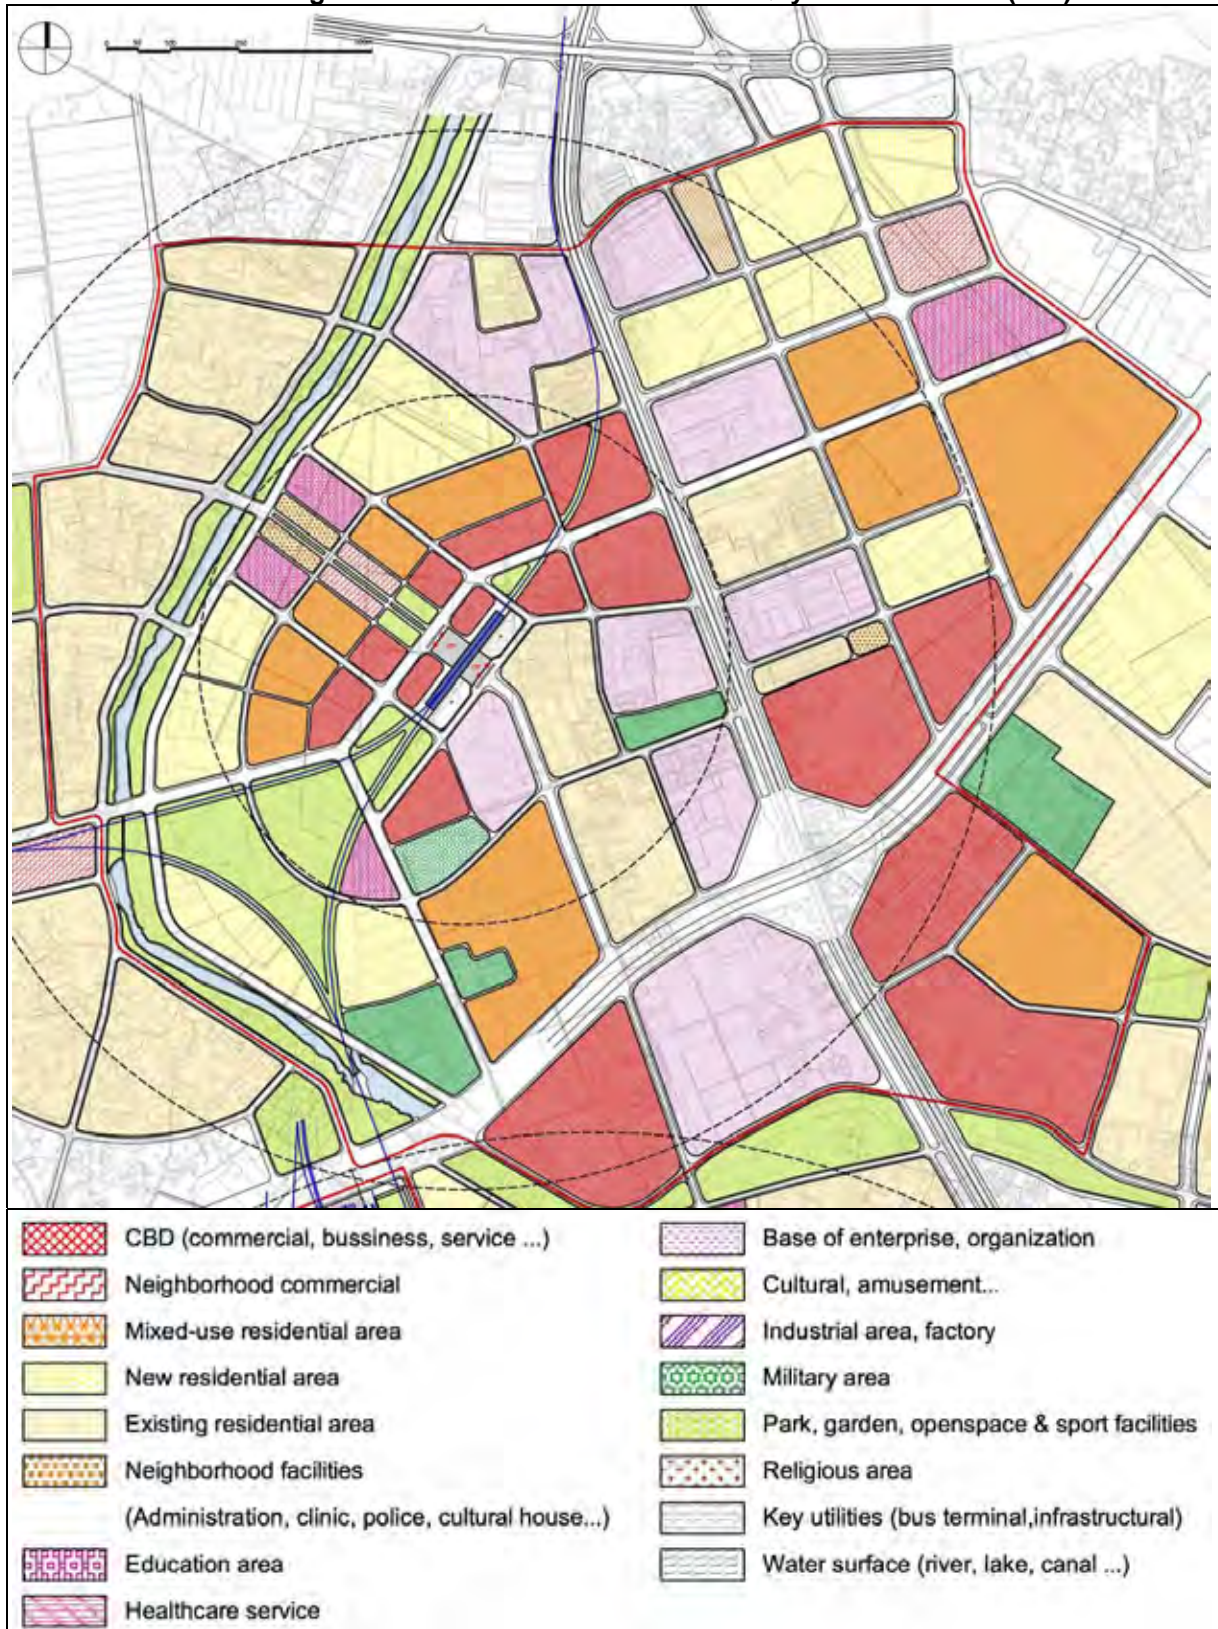 CBD (commercial, bussiness, service ...)
Neighborhood commercial
Mixed-use residential area
New residential area
Existing residential area
Neighborhood facilities
(Administration, clinic, police, cultural house...)
Education area
Healthcare service
Base of enterprise, organization
Cultural, amusement...
Industrial area, factory
Military area
Park, garden, openspace & sport facilities
Religious area
Key utilities (bus terminal,infrastructural)
Water surface (river, lake, canal ...)